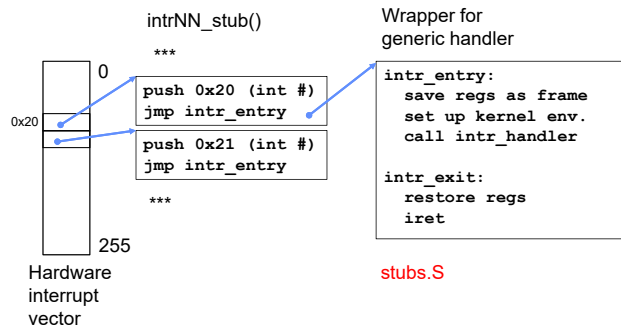 intrNN_stub()
***
push 0x20 (int #)
jmp intr_entry
push 0x21 (int #)
jmp intr_entry
***
0
0x20
255
Hardware
interrupt
vector
Wrapper for
generic handler
intr_entry:
save regs as frame
set up kernel env.
call intr_handler
intr_exit:
restore regs
iret
stubs.S